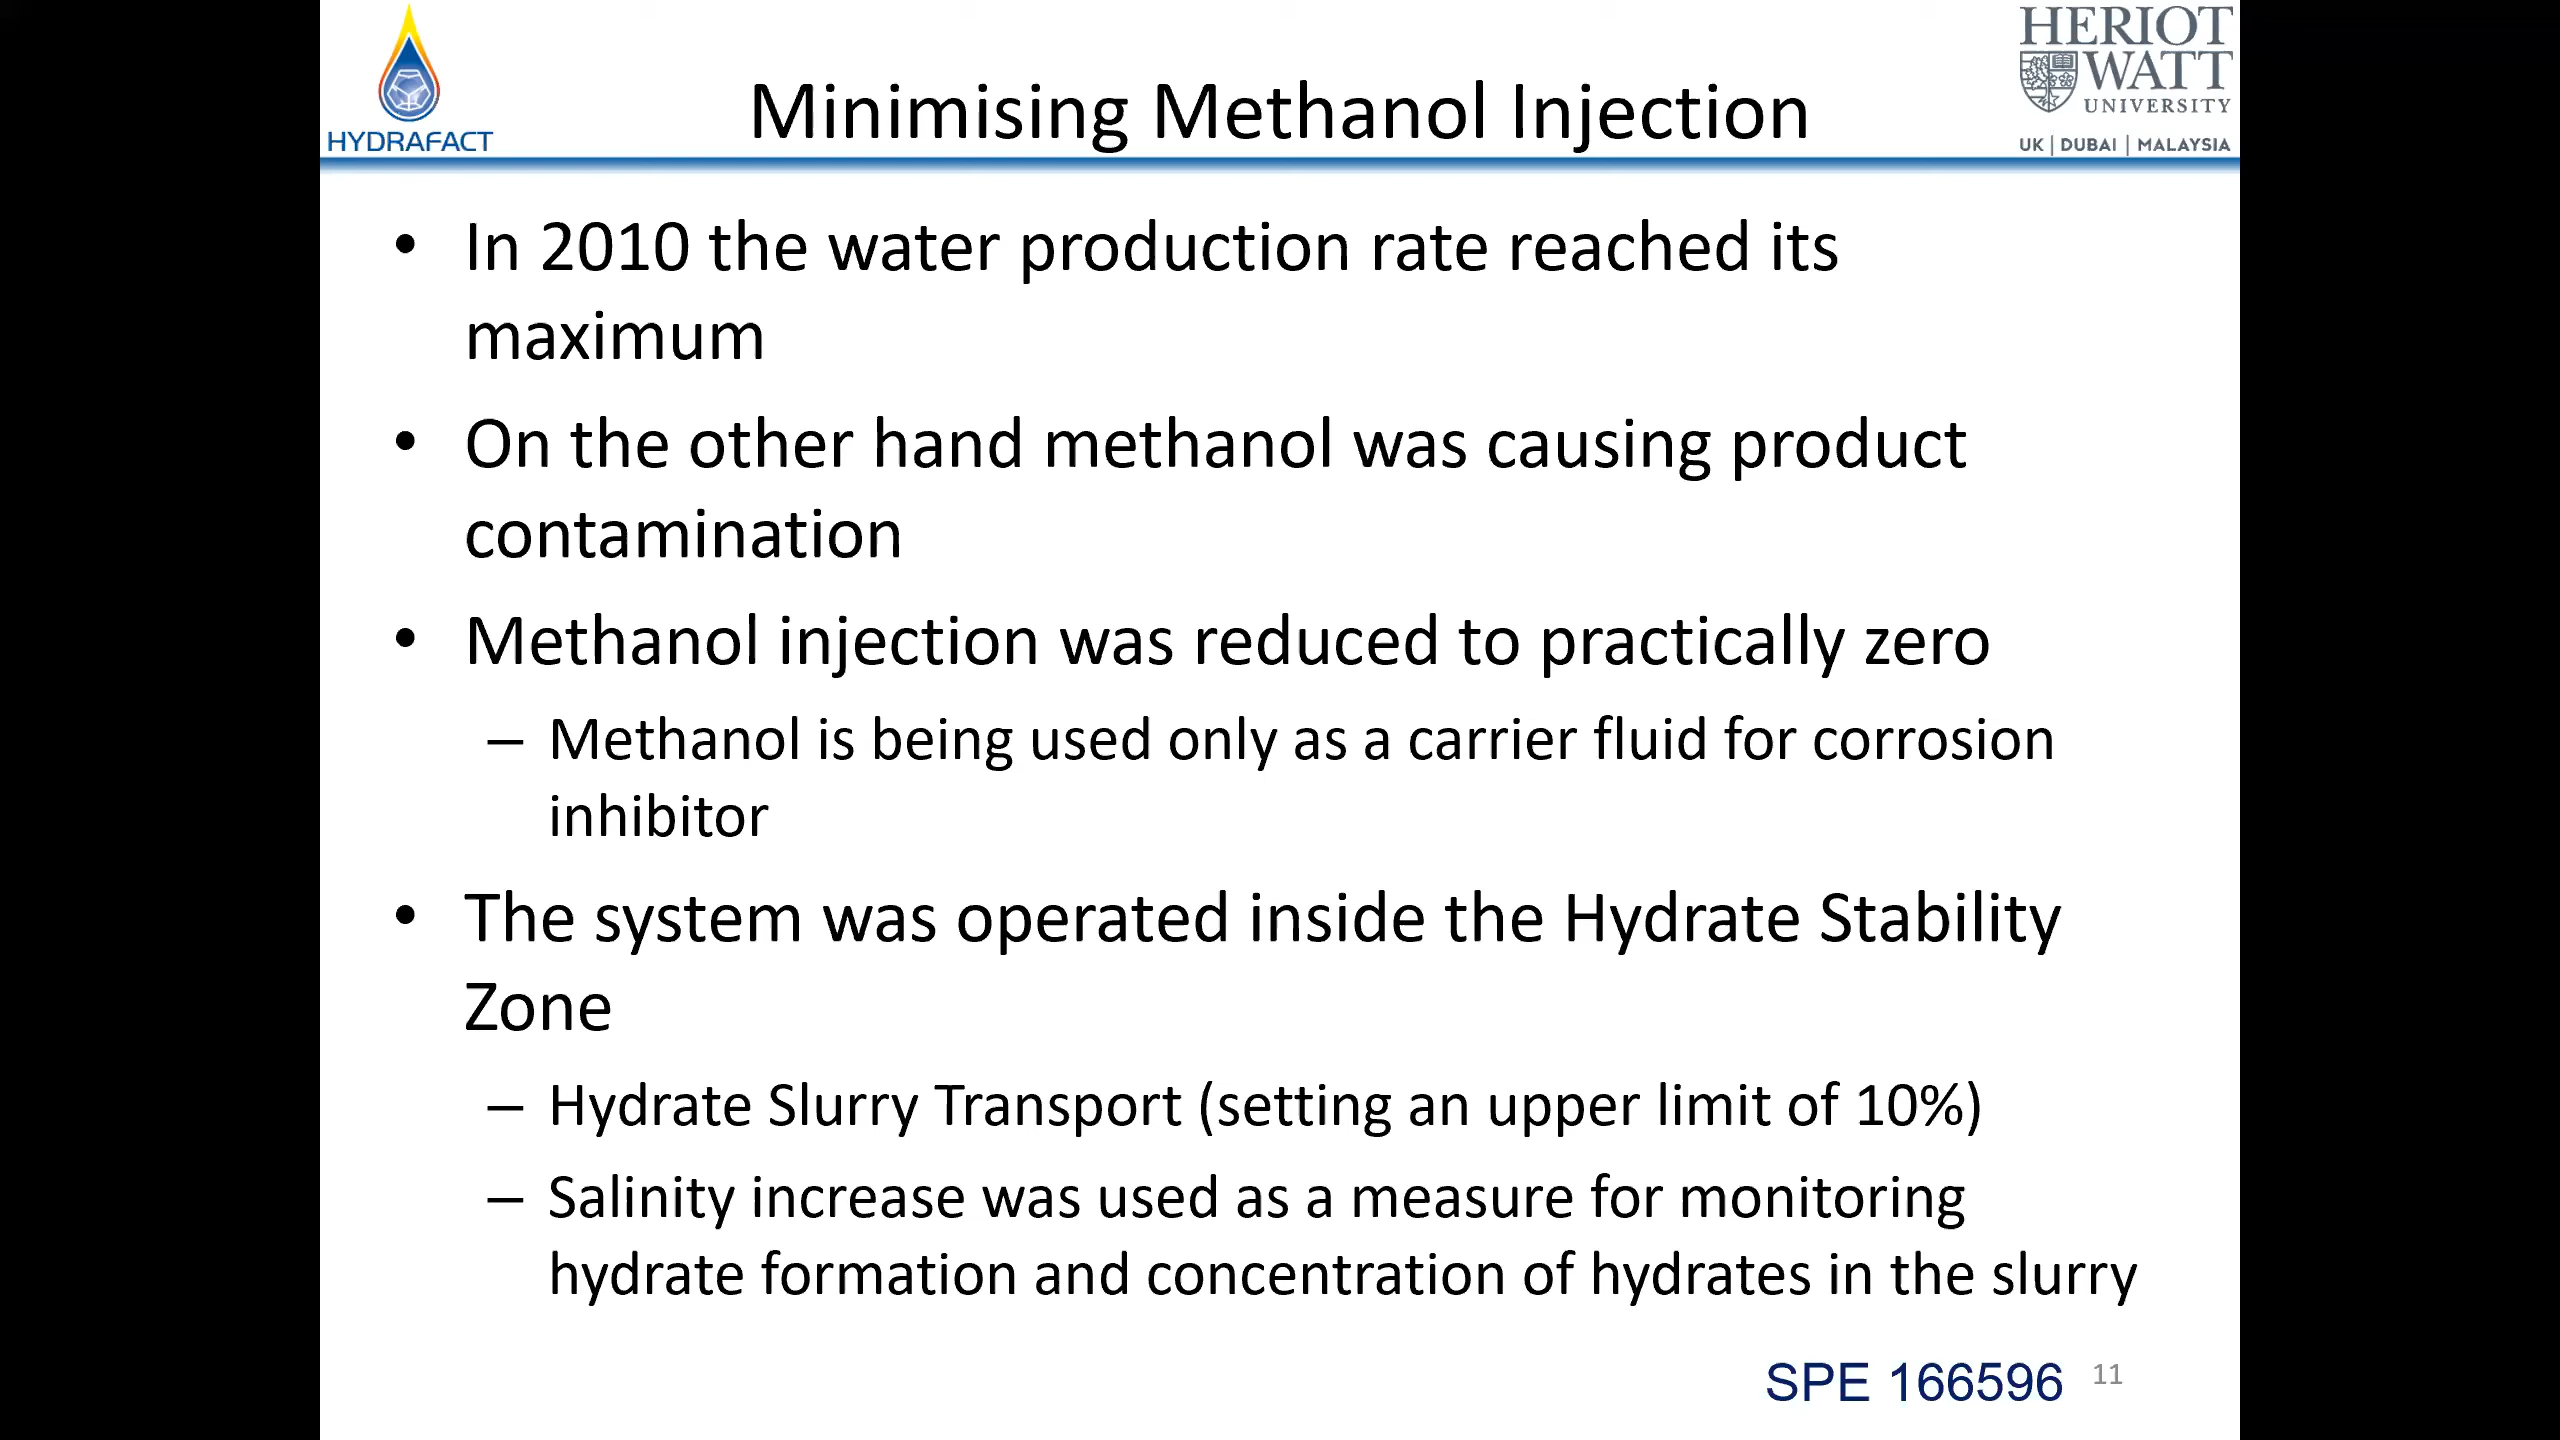 HYDRAFACT
Minimising Methanol Injection
HERIOT
WATT
UNIVERSITY
UK | DUBAI | MALAYSIA
• In 2010 the water production rate reached its
maximum
• On the other hand methanol was causing product
contamination
• Methanol injection was reduced to practically zero
– Methanol is being used only as a carrier fluid for corrosion
inhibitor
• The system was operated inside the Hydrate Stability
Zone
– Hydrate Slurry Transport (setting an upper limit of 10%)
– Salinity increase was used as a measure for monitoring
hydrate formation and concentration of hydrates in the slurry
SPE 166596 11